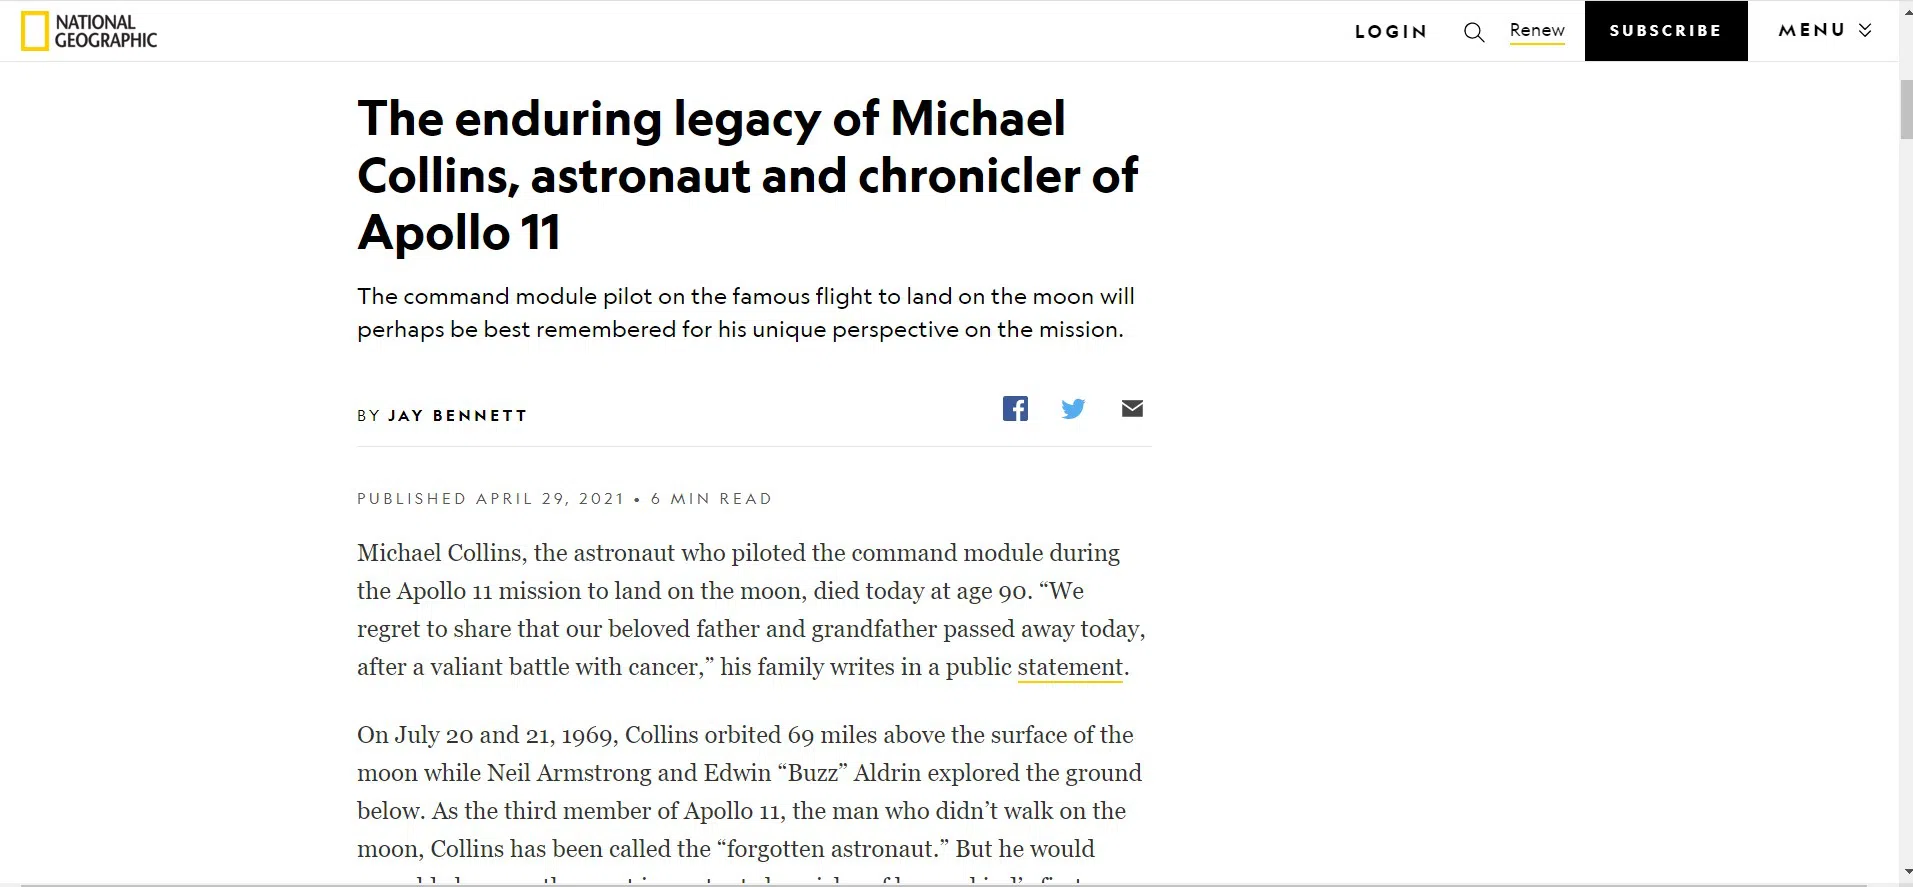 NATIONAL
GEOGRAPHIC
LOGIN
Renew
SUBSCRIBE
MENU
The enduring legacy of Michael
Collins, astronaut and chronicler of
Apollo 11
The command module pilot on the famous flight to land on the moon will
perhaps be best remembered for his unique perspective on the mission.
BY JAY BENNETT
PUBLISHED APRIL 29, 2021 • 6 MIN READ
Michael Collins, the astronaut who piloted the command module during
the Apollo 11 mission to land on the moon, died today at age 90. “We
regret to share that our beloved father and grandfather passed away today,
after a valiant battle with cancer,” his family writes in a public statement.
On July 20 and 21, 1969, Collins orbited 69 miles above the surface of the
moon while Neil Armstrong and Edwin “Buzz” Aldrin explored the ground
below. As the third member of Apollo 11, the man who didn’t walk on the
moon, Collins has been called the “forgotten astronaut.” But he would